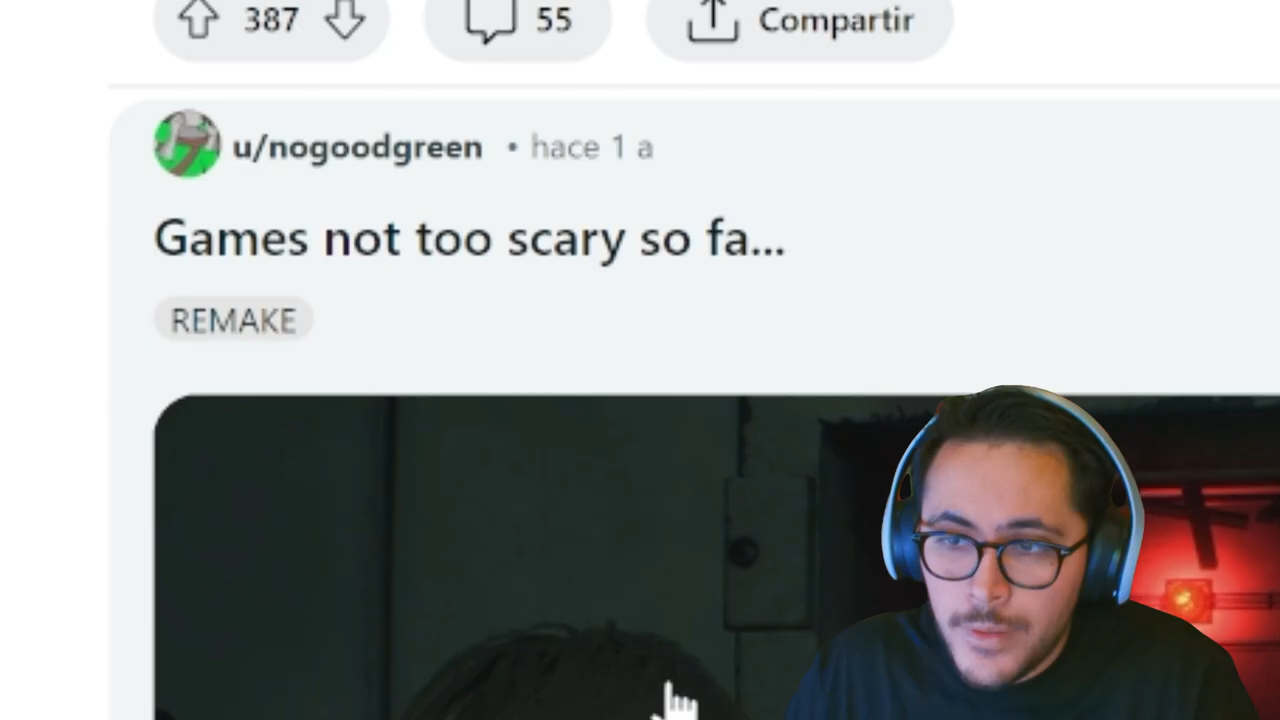 387 55 Compartir
u/nogoodgreen • hace 1 a
Games not too scary so fa...
REMAKE